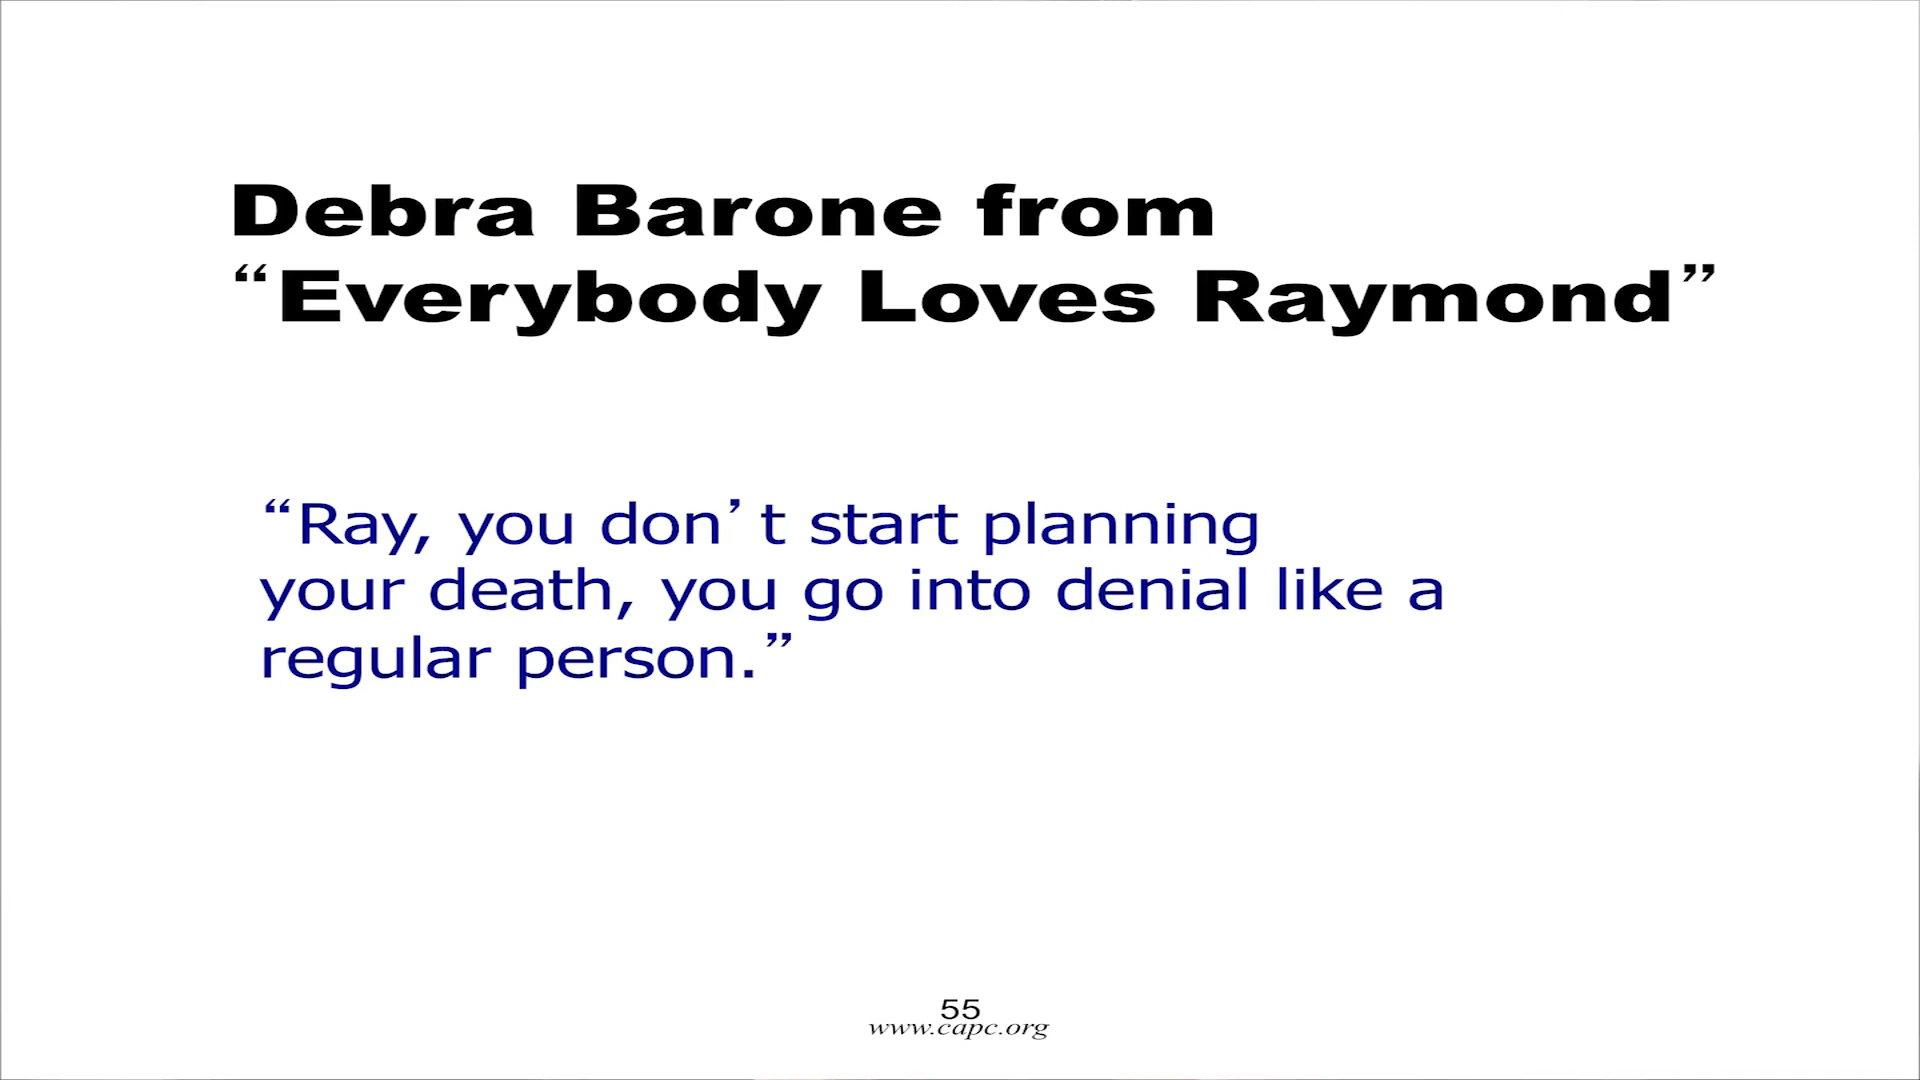 Debra Barone from
“Everybody Loves Raymond”
“Ray, you don’t start planning
your death, you go into denial like a
regular person.”
55
www.capc.org